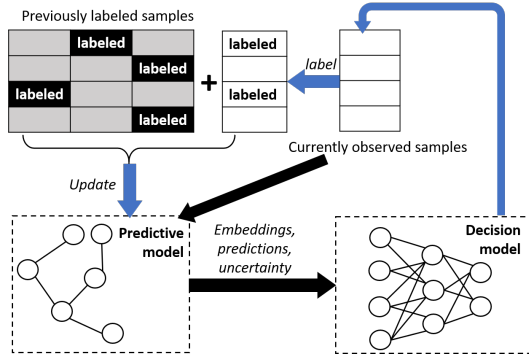 Previously labeled samples
labeled
labeled
labeled
labeled
+
labeled
labeled
label
Currently observed samples
Update
Predictive
model
Embeddings,
predictions,
uncertainty
Decision
model